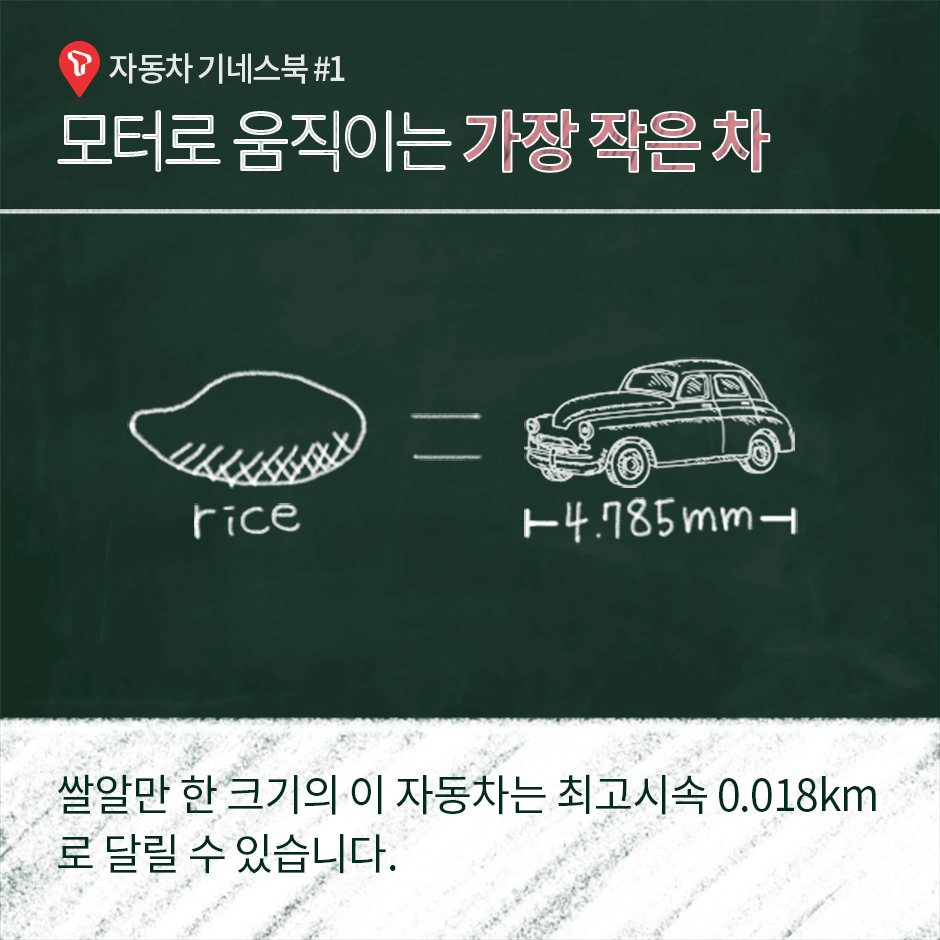 자동차 기네스북 #1
모터로 움직이는 가장 작은 차
rice
4.785mm
쌀알만 한 크기의 이 자동차는 최고시속 0.018km
로 달릴 수 있습니다.